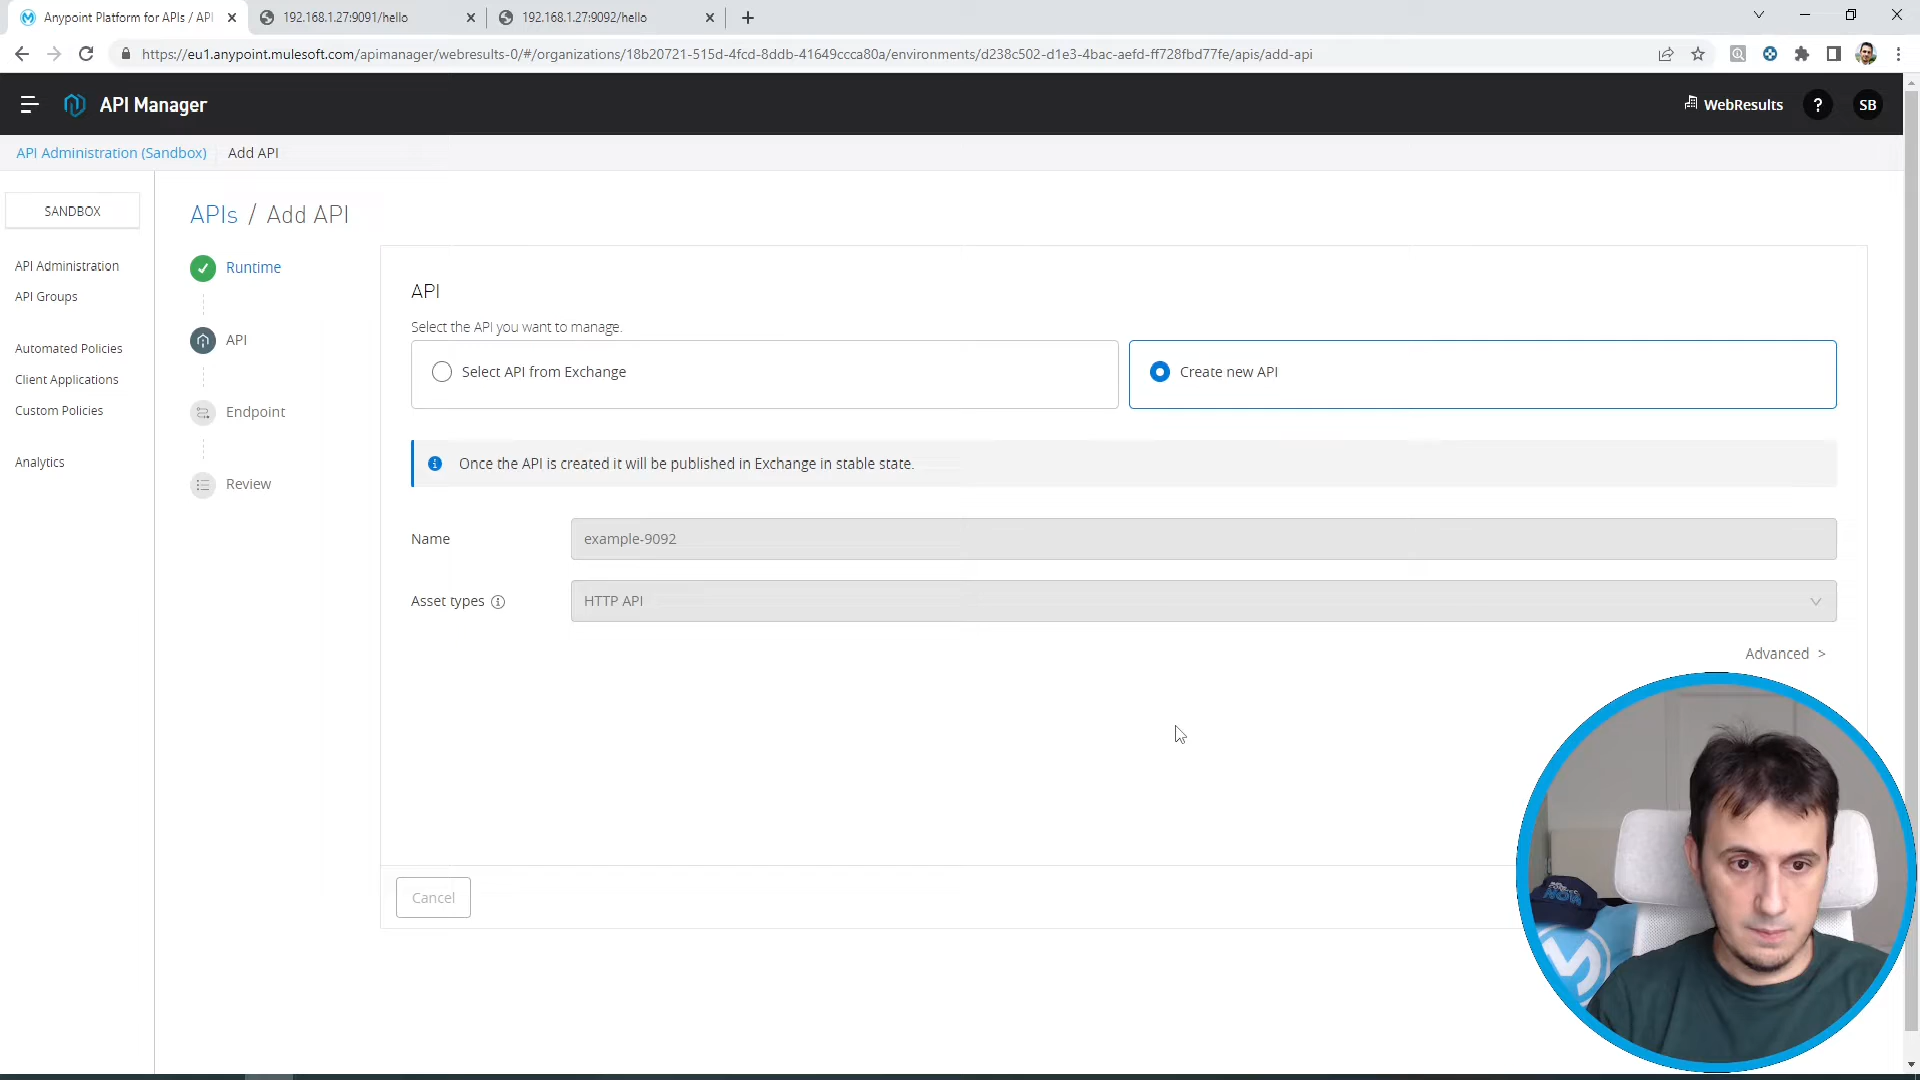 Anypoint Platform for APIs / API
192.168.1.27:9091/hello
192.168.1.27:9092/hello
https://eu1.anypoint.mulesoft.com/apimanager/webresults-0/#/organizations/18b20721-515d-4fcd-8ddb-41649ccca80a/environments/d238c502-d1e3-4bac-aefd-ff728fbd77fe/apis/add-api
API Manager
WebResults
?
SB
API Administration (Sandbox)
Add API
SANDBOX
API Administration
API Groups
Automated Policies
Client Applications
Custom Policies
Analytics
APIs / Add API
Runtime
API
Endpoint
Review
API
Select the API you want to manage.
Select API from Exchange
Create new API
Once the API is created it will be published in Exchange in stable state.
Name
example-9092
Asset types
HTTP API
Advanced >
Cancel
NOW